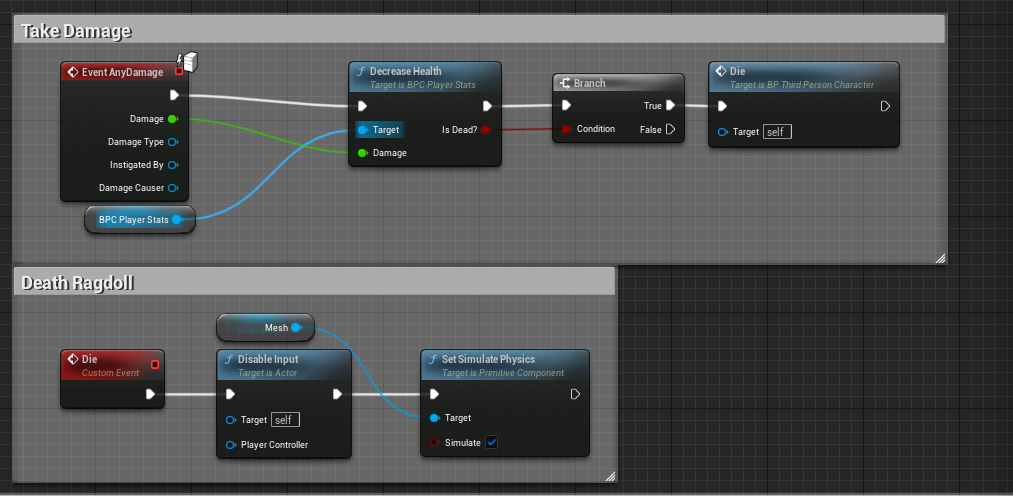 Take Damage
Event AnyDamage
Damage
Damage Type
Instigated By
Damage Causer
BPC Player Stats
f Decrease Health
Target is BPC Player Stats
Target
Is Dead?
Damage
Branch
True
Condition
False
Die
Target is BP Third Person Character
Target self
Death Ragdoll
Mesh
Die
Custom Event
f Disable Input
Target is Actor
Target self
Player Controller
f Set Simulate Physics
Target is Primitive Component
Target
Simulate